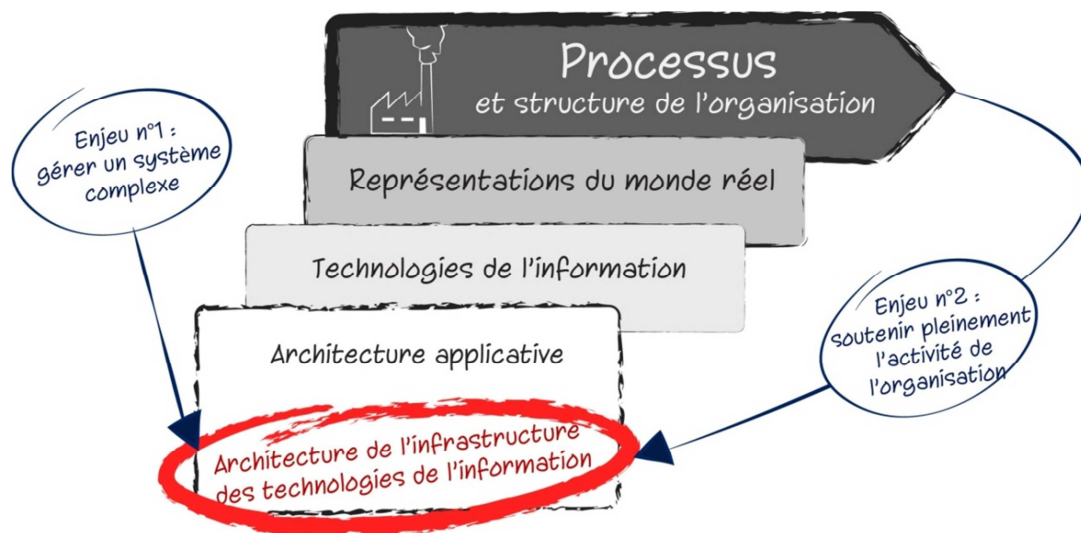 Processus
et structure de l'organisation
Enjeu n°1 :
gérer un système
complexe
Représentations du monde réel
Technologies de l'information
Enjeu n°2 :
soutenir pleinement
l'activité de
l'organisation
Architecture applicative
Architecture de l'infrastructure
des technologies de l'information